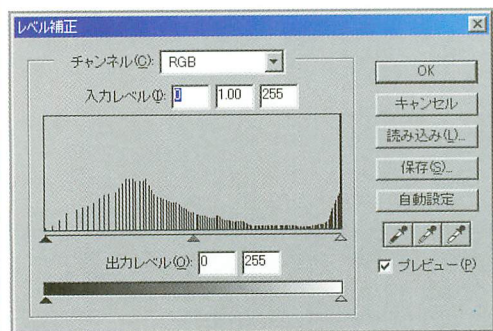 レベル補正
チャンネル(C): RGB
入力レベル(I): 0 1.00 255
出力レベル(O): 0 255
OK
キャンセル
読み込み(L)...
保存(S)...
自動設定
プレビュー(P)